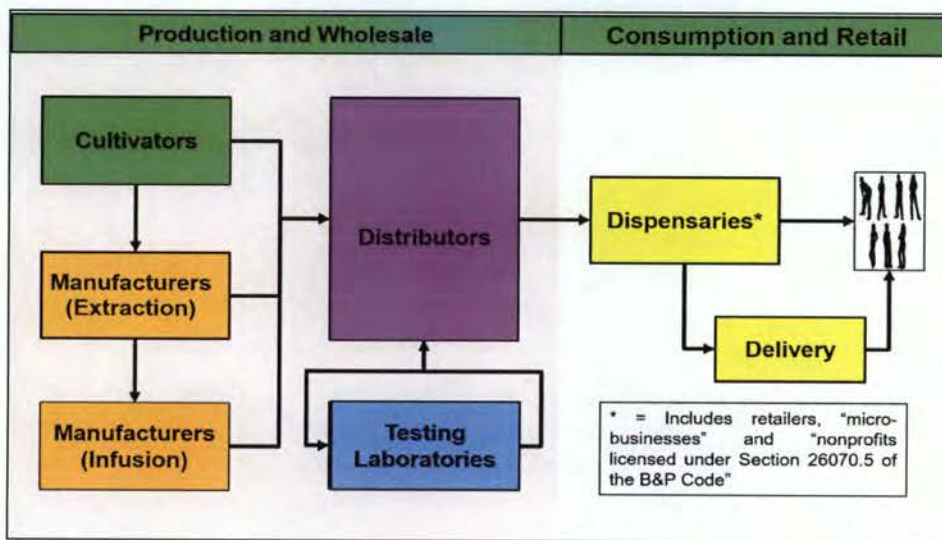 Production and Wholesale
Consumption and Retail
Cultivators
Manufacturers
(Extraction)
Manufacturers
(Infusion)
Distributors
Testing
Laboratories
Dispensaries*
Delivery
* = Includes retailers, "micro-
businesses" and "nonprofits
licensed under Section 26070.5 of
the B&P Code"